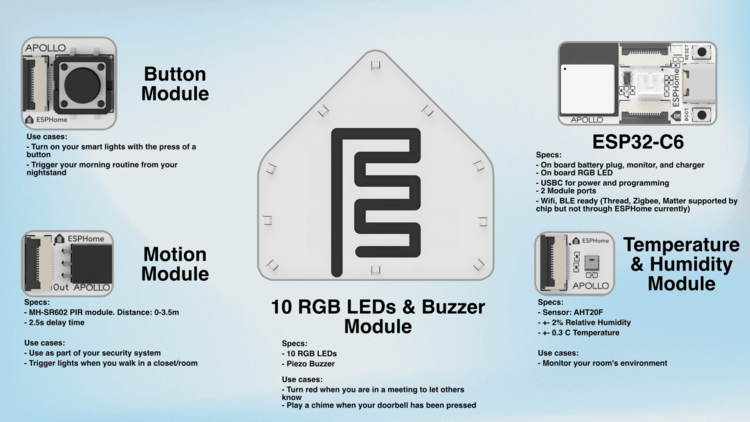 APOLLO
ESPHome
Button
Module
Use cases:
- Turn on your smart lights with the press of a
button
- Trigger your morning routine from your
nightstand
ESPHome
Out APOLLO
Motion
Module
Specs:
- MH-SR602 PIR module. Distance: 0-3.5m
- 2.5s delay time
Use cases:
- Use as part of your security system
- Trigger lights when you walk in a closet/room
10 RGB LEDs & Buzzer
Module
Specs:
- 10 RGB LEDs
- Piezo Buzzer
Use cases:
- Turn red when you are in a meeting to let others
know
- Play a chime when your doorbell has been pressed
APOLLO
ESPHome
RESET
BOOT
ESP32-C6
Specs:
- On board battery plug, monitor, and charger
- On board RGB LED
- USBC for power and programming
- 2 Module ports
- Wifi, BLE ready (Thread, Zigbee, Matter supported by
chip but not through ESPHome currently)
ESPHome
APOLLO
Temperature
& Humidity
Module
Specs:
- Sensor: AHT20F
- +- 2% Relative Humidity
- +- 0.3 C Temperature
Use cases:
- Monitor your room's environment